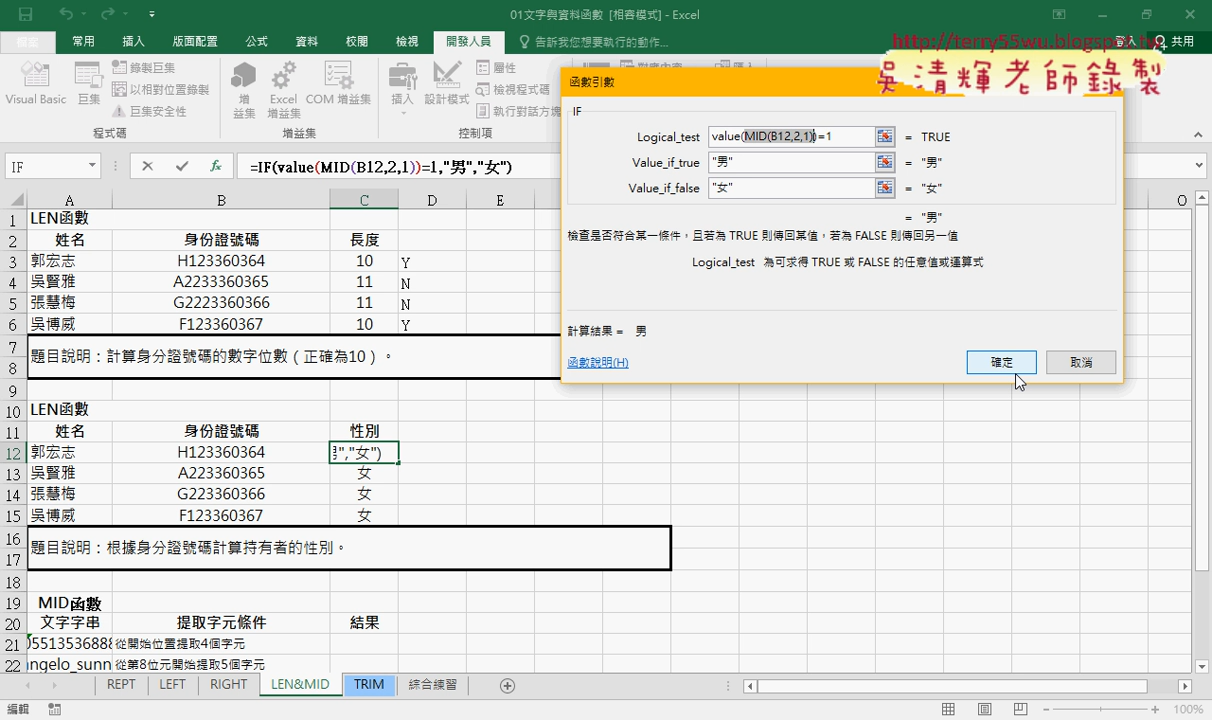 01文字與資料函數 [相容模式] - Excel
http://terry55wu.blogspot.tw
吳清輝老師錄製
檔案 常用 插入 版面配置 公式 資料 校閱 檢視 開發人員 告訴我您想要執行的動作... 登入 共用
Visual Basic 巨集 錄製巨集 以相對位置錄製 巨集安全性
增益集 Excel 增益集 COM 增益集
插入 設計模式 屬性 檢視程式碼 執行對話方塊
程式碼 增益集 控制項
IF =IF(value(MID(B12,2,1))=1,"男","女")
函數引數
IF
Logical_test value(MID(B12,2,1))=1 = TRUE
Value_if_true "男" = "男"
Value_if_false "女" = "女"
= "男"
檢查是否符合某一條件，且若為 TRUE 則傳回某值，若為 FALSE 則傳回另一值
Logical_test 為可求得 TRUE 或 FALSE 的任意值或運算式
計算結果 = 男
函數說明(H) 確定 取消
A B C D E O
1 LEN函數
2 姓名 身份證號碼 長度
3 郭宏志 H123360364 10 Y
4 吳賢雅 A2233360365 11 N
5 張慧梅 G2223360366 11 N
6 吳博威 F123360367 10 Y
7 題目說明：計算身分證號碼的數字位數（正確為10）。
8
9
10 LEN函數
11 姓名 身份證號碼 性別
12 郭宏志 H123360364 男","女")
13 吳賢雅 A223360365 女
14 張慧梅 G223360366 女
15 吳博威 F123360367 女
16 題目說明：根據身分證號碼計算持有者的性別。
17
18
19 MID函數
20 文字字串 提取字元條件 結果
21 0551353688 從開始位置提取4個字元
22 angelo_sunn 從第8位元開始提取5個字元
REPT LEFT RIGHT LEN&MID TRIM 綜合練習
編輯 100%